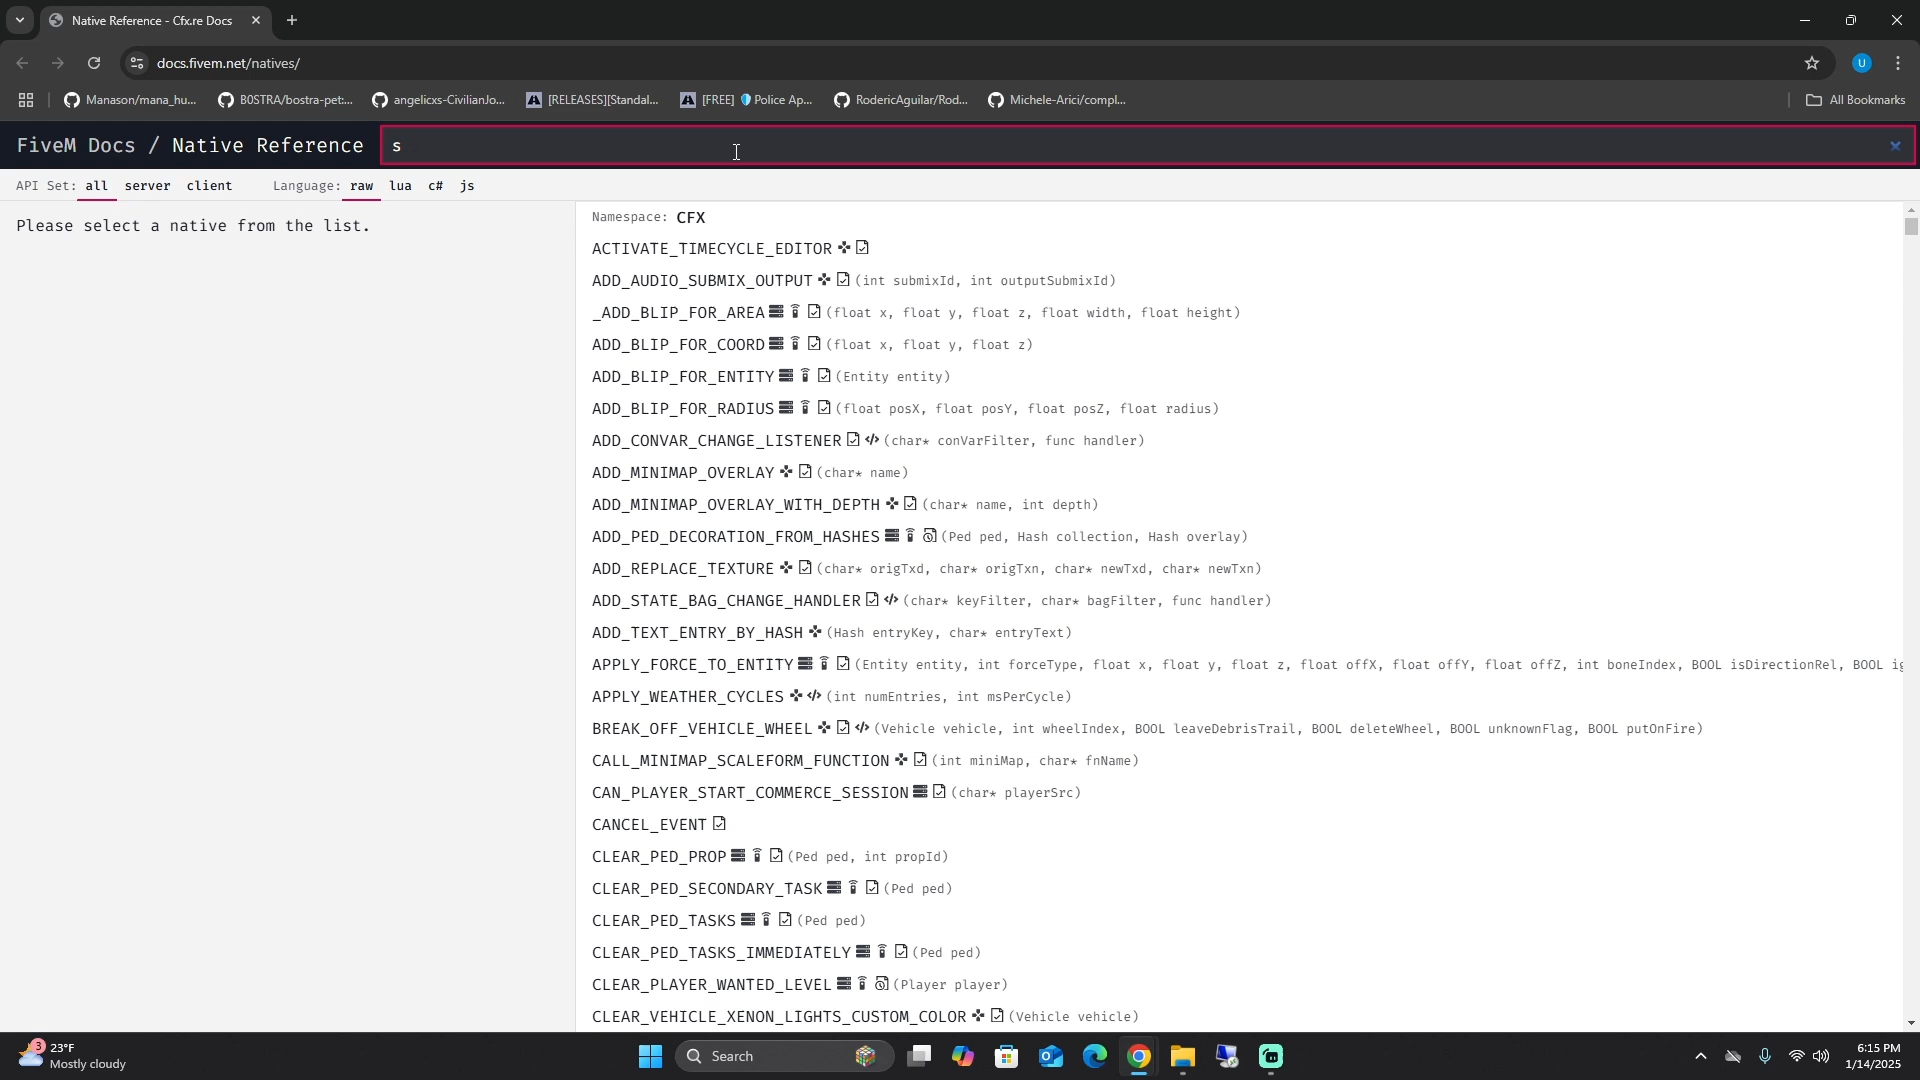 Native Reference - Cfx.re Docs
docs.fivem.net/natives/
U
Manason/mana_hu...
B0STRA/bostra-pet:...
angelicxs-CivilianJo...
[RELEASES][Standal...
[FREE] Police Ap...
RodericAguilar/Rod...
Michele-Arici/compl...
All Bookmarks
FiveM Docs / Native Reference
s
API Set: all server client Language: raw lua c# js
Please select a native from the list.
Namespace: CFX
ACTIVATE_TIMECYCLE_EDITOR
ADD_AUDIO_SUBMIX_OUTPUT (int submixId, int outputSubmixId)
_ADD_BLIP_FOR_AREA (float x, float y, float z, float width, float height)
ADD_BLIP_FOR_COORD (float x, float y, float z)
ADD_BLIP_FOR_ENTITY (Entity entity)
ADD_BLIP_FOR_RADIUS (float posX, float posY, float posZ, float radius)
ADD_CONVAR_CHANGE_LISTENER (char* conVarFilter, func handler)
ADD_MINIMAP_OVERLAY (char* name)
ADD_MINIMAP_OVERLAY_WITH_DEPTH (char* name, int depth)
ADD_PED_DECORATION_FROM_HASHES (Ped ped, Hash collection, Hash overlay)
ADD_REPLACE_TEXTURE (char* origTxd, char* origTxn, char* newTxd, char* newTxn)
ADD_STATE_BAG_CHANGE_HANDLER (char* keyFilter, char* bagFilter, func handler)
ADD_TEXT_ENTRY_BY_HASH (Hash entryKey, char* entryText)
APPLY_FORCE_TO_ENTITY (Entity entity, int forceType, float x, float y, float z, float offX, float offY, float offZ, int boneIndex, BOOL isDirectionRel, BOOL ig
APPLY_WEATHER_CYCLES (int numEntries, int msPerCycle)
BREAK_OFF_VEHICLE_WHEEL (Vehicle vehicle, int wheelIndex, BOOL leaveDebrisTrail, BOOL deleteWheel, BOOL unknownFlag, BOOL putOnFire)
CALL_MINIMAP_SCALEFORM_FUNCTION (int miniMap, char* fnName)
CAN_PLAYER_START_COMMERCE_SESSION (char* playerSrc)
CANCEL_EVENT
CLEAR_PED_PROP (Ped ped, int propId)
CLEAR_PED_SECONDARY_TASK (Ped ped)
CLEAR_PED_TASKS (Ped ped)
CLEAR_PED_TASKS_IMMEDIATELY (Ped ped)
CLEAR_PLAYER_WANTED_LEVEL (Player player)
CLEAR_VEHICLE_XENON_LIGHTS_CUSTOM_COLOR (Vehicle vehicle)
3
23°F
Mostly cloudy
Search
6:15 PM
1/14/2025